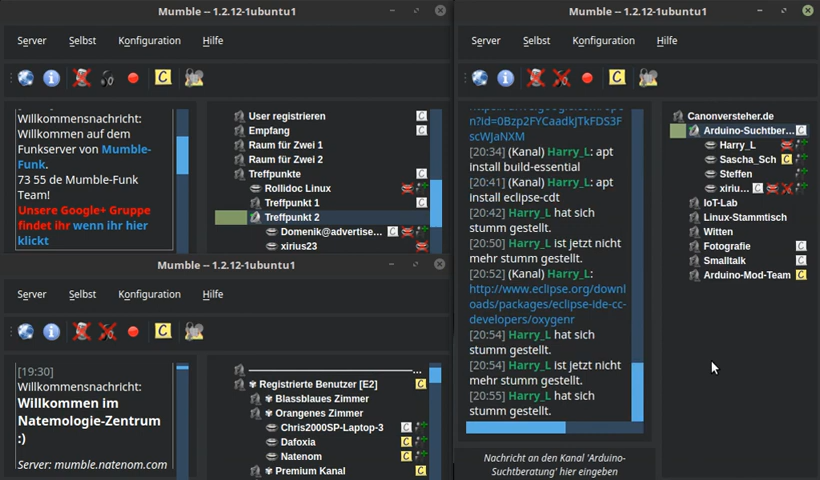 Mumble -- 1.2.12-1ubuntu1
Server Selbst Konfiguration Hilfe
Willkommensnachricht:
Willkommen auf dem
Funkserver von Mumble-
Funk.
73 55 de Mumble-Funk
Team!
Unsere Google+ Gruppe
findet ihr wenn ihr hier
klickt
User registrieren
Empfang
Raum für Zwei 1
Raum für Zwei 2
Treffpunkte
Rollidoc Linux
Treffpunkt 1
Treffpunkt 2
Domenik@advertise...
xirius23
Mumble -- 1.2.12-1ubuntu1
Server Selbst Konfiguration Hilfe
[19:30]
Willkommensnachricht:
Willkommen im
Natemologie-Zentrum
:)
Server: mumble.natenom.com
Registrierte Benutzer [E2]
Blassblaues Zimmer
Orangenes Zimmer
Chris2000SP-Laptop-3
Dafoxia
Natenom
Premium Kanal
Mumble -- 1.2.12-1ubuntu1
Server Selbst Konfiguration Hilfe
n?id=0Bzp2FYCaadkJTkFDS3F
scWJaNXM
[20:34] (Kanal) Harry_L: apt
install build-essential
[20:41] (Kanal) Harry_L: apt
install eclipse-cdt
[20:42] Harry_L hat sich
stumm gestellt.
[20:50] Harry_L ist jetzt nicht
mehr stumm gestellt.
[20:52] (Kanal) Harry_L:
http://www.eclipse.org/downl
oads/packages/eclipse-ide-cc-
developers/oxygenr
[20:54] Harry_L hat sich
stumm gestellt.
[20:54] Harry_L ist jetzt nicht
mehr stumm gestellt.
[20:55] Harry_L hat sich
stumm gestellt.
Nachricht an den Kanal 'Arduino-
Suchtberatung' hier eingeben
Canonversteher.de
Arduino-Suchtber...
Harry_L
Sascha_Sch
Steffen
xiriu...
IoT-Lab
Linux-Stammtisch
Witten
Fotografie
Smalltalk
Arduino-Mod-Team